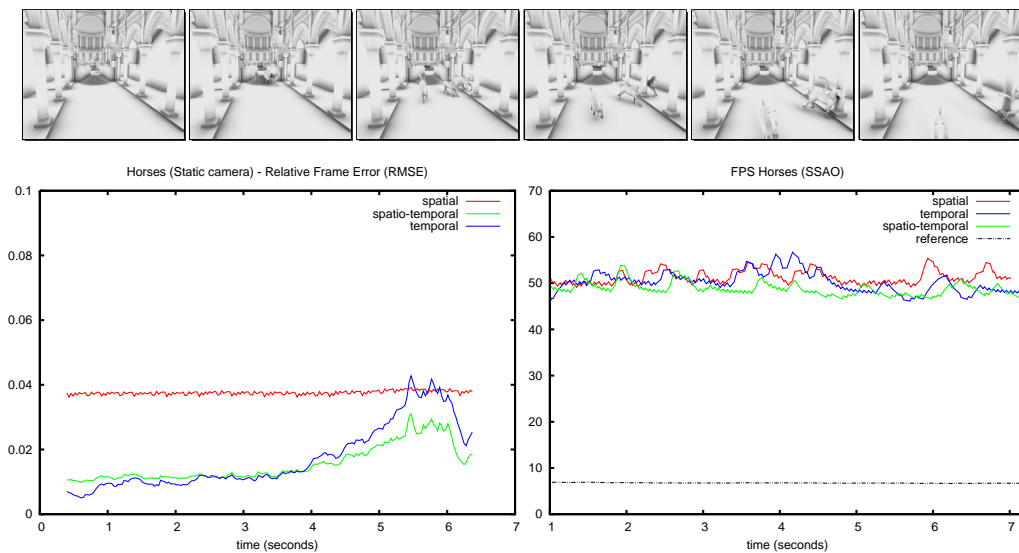 Horses (Static camera) - Relative Frame Error (RMSE)
0.1
0.08
0.06
0.04
0.02
0
spatial
spatio-temporal
temporal
0 1 2 3 4 5 6 7
time (seconds)
FPS Horses (SSAO)
70
60
50
40
30
20
10
0
spatial
temporal
spatio-temporal
reference
1 2 3 4 5 6 7
time (seconds)